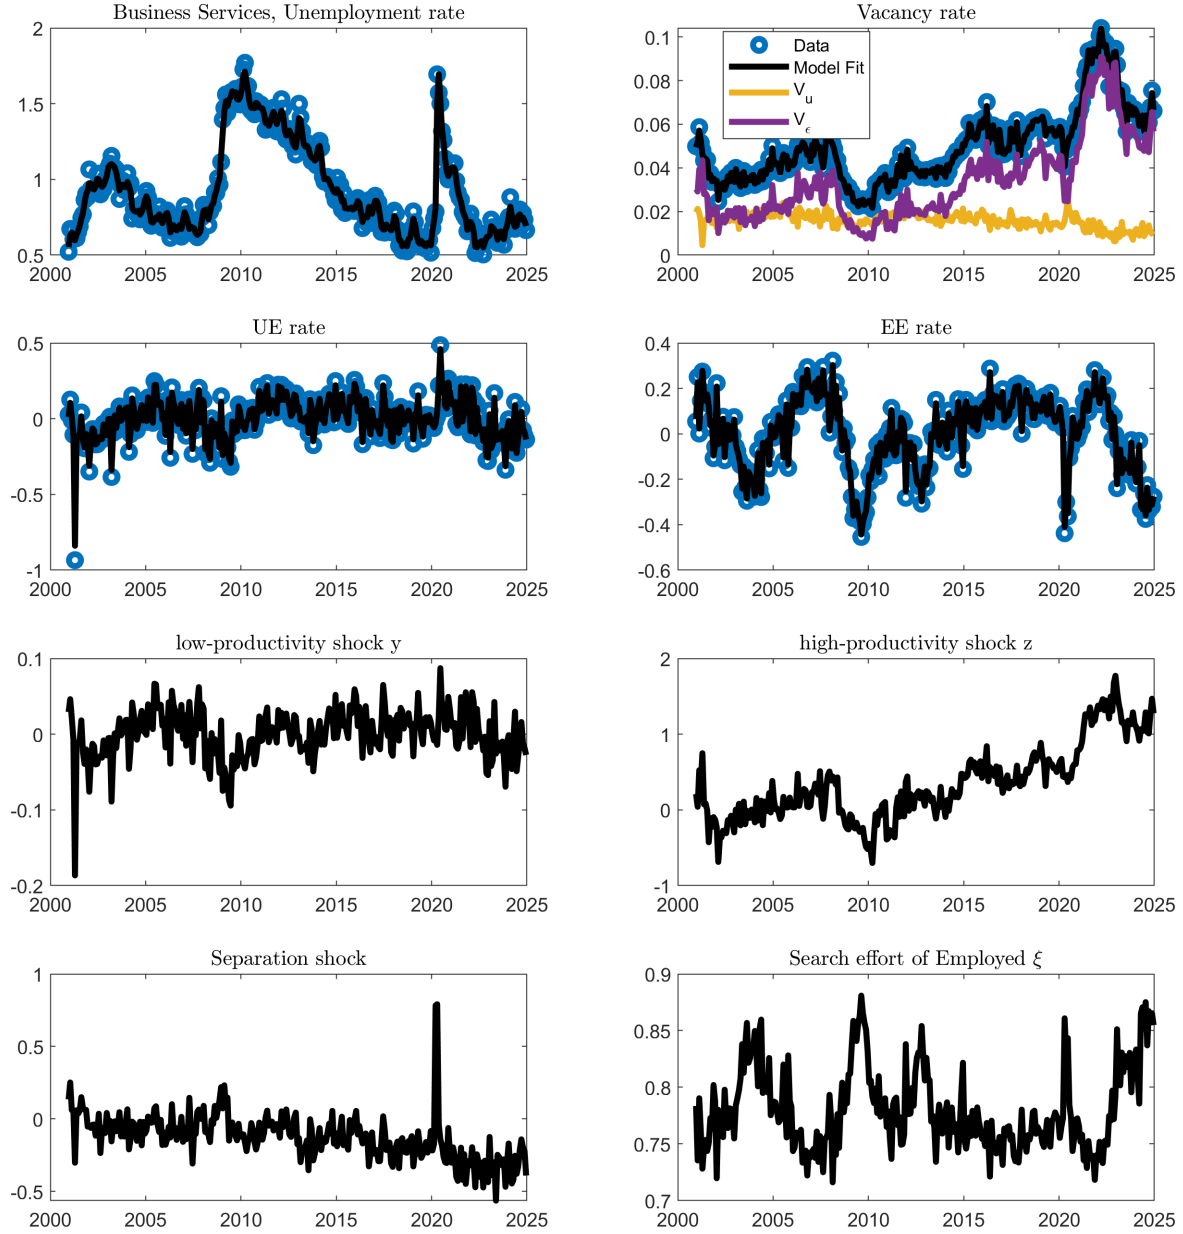 Business Services, Unemployment rate
2
1.5
1
0.5
2000 2005 2010 2015 2020 2025
Vacancy rate
0.1
0.08
0.06
0.04
0.02
0
Data
Model Fit
V_u
V_ϵ
2000 2005 2010 2015 2020 2025
UE rate
0.5
0
-0.5
-1
2000 2005 2010 2015 2020 2025
EE rate
0.4
0.2
0
-0.2
-0.4
-0.6
2000 2005 2010 2015 2020 2025
low-productivity shock y
0.1
0
-0.1
-0.2
2000 2005 2010 2015 2020 2025
high-productivity shock z
2
1
0
-1
2000 2005 2010 2015 2020 2025
Separation shock
1
0.5
0
-0.5
2000 2005 2010 2015 2020 2025
Search effort of Employed ξ
0.9
0.85
0.8
0.75
0.7
2000 2005 2010 2015 2020 2025